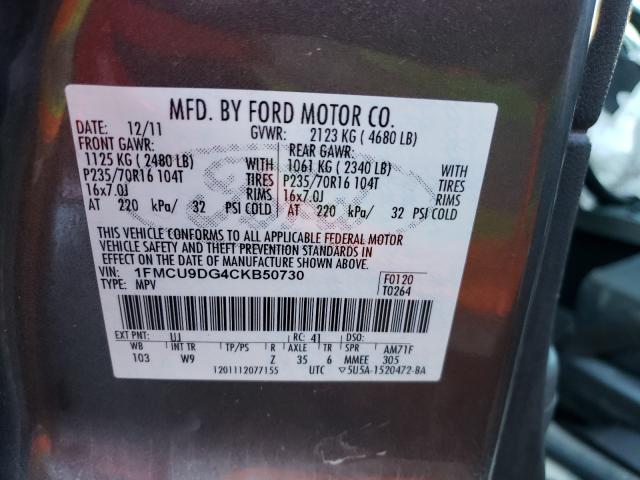 MFD. BY FORD MOTOR CO.
DATE: 12/11 GVWR: 2123 KG ( 4680 LB)
FRONT GAWR: REAR GAWR:
1125 KG ( 2480 LB) WITH 1061 KG ( 2340 LB) WITH
P235/70R16 104T TIRES P235/70R16 104T TIRES
16x7.0J RIMS 16x7.0J RIMS
AT 220 kPa/ 32 PSI COLD AT 220 kPa/ 32 PSI COLD
THIS VEHICLE CONFORMS TO ALL APPLICABLE FEDERAL MOTOR
VEHICLE SAFETY AND THEFT PREVENTION STANDARDS IN
EFFECT ON THE DATE OF MANUFACTURE SHOWN ABOVE.
VIN: 1FMCU9DG4CKB50730 F0120
TYPE: MPV T0264
EXT PNT: UJ RC: 41 DSO:
WB INT TR TP/PS R AXLE TR SPR AM71F
103 W9 Z 35 6 MMEE 305
1201112077155 UTC ▽5U5A-1520472-BA